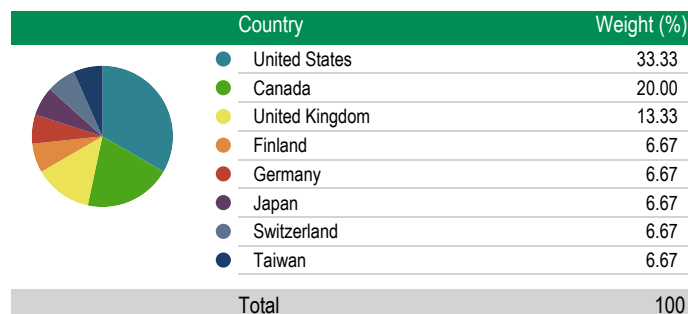 Country Weight (%)
United States 33.33
Canada 20.00
United Kingdom 13.33
Finland 6.67
Germany 6.67
Japan 6.67
Switzerland 6.67
Taiwan 6.67
Total 100